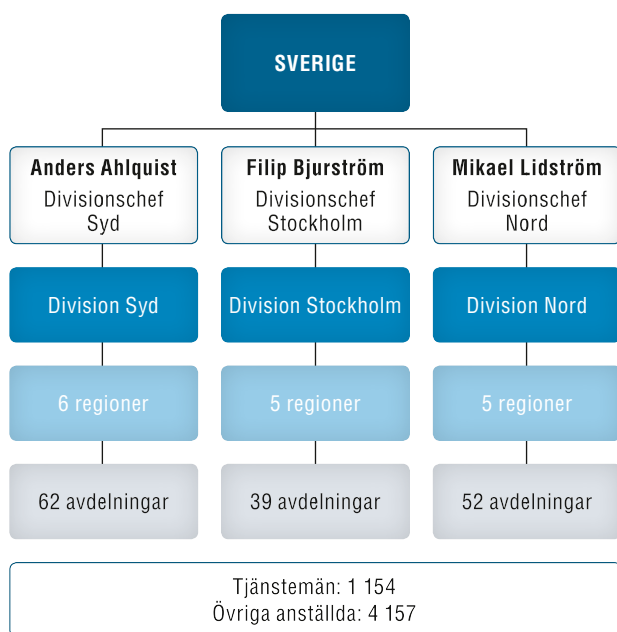 SVERIGE
Anders Ahlquist
Divisionschef
Syd
Filip Bjurström
Divisionschef
Stockholm
Mikael Lidström
Divisionschef
Nord
Division Syd
Division Stockholm
Division Nord
6 regioner
5 regioner
5 regioner
62 avdelningar
39 avdelningar
52 avdelningar
Tjänstemän: 1 154
Övriga anställda: 4 157